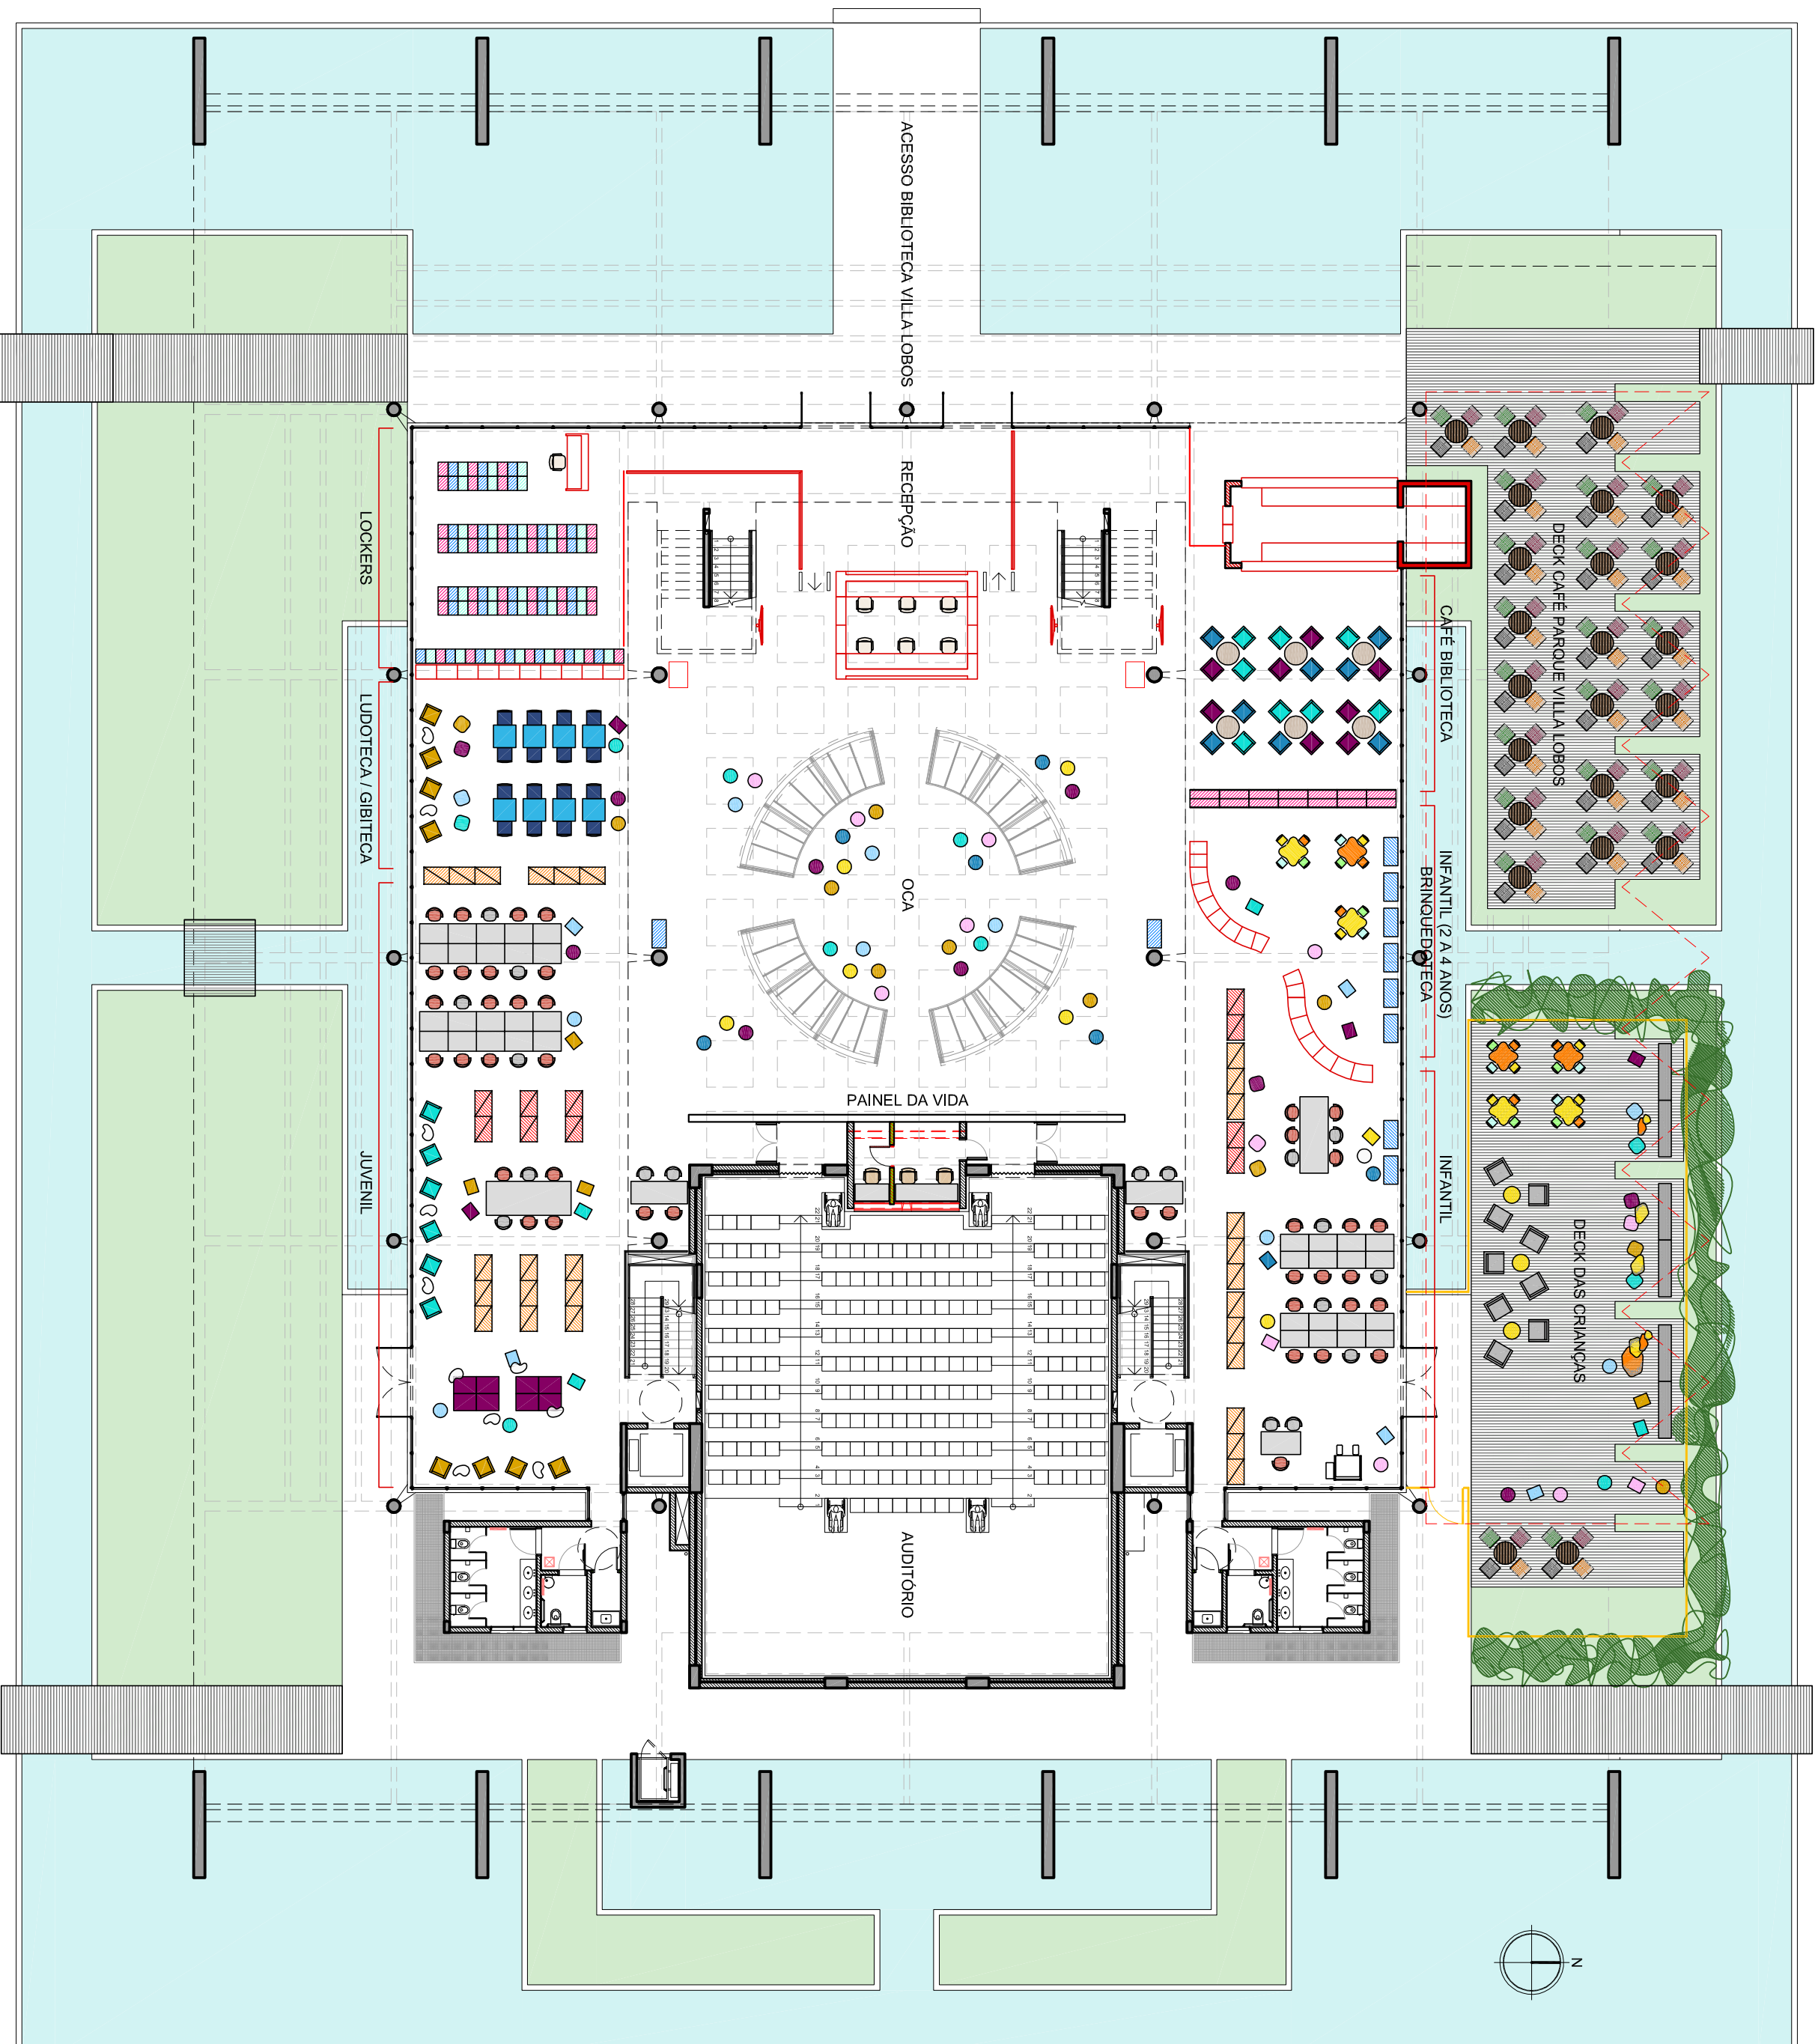 ACESSO BIBLIOTECA VILLA LOBOS
RECEPÇÃO
LOCKERS
LUDOTECA / GIBITECA
JUVENIL
OCA
PAINEL DA VIDA
AUDITÓRIO
CAFÉ BIBLIOTECA
INFANTIL (2 A 4 ANOS)
BRINQUEDOTECA
INFANTIL
DECK CAFÉ PARQUE VILLA LOBOS
DECK DAS CRIANÇAS
N